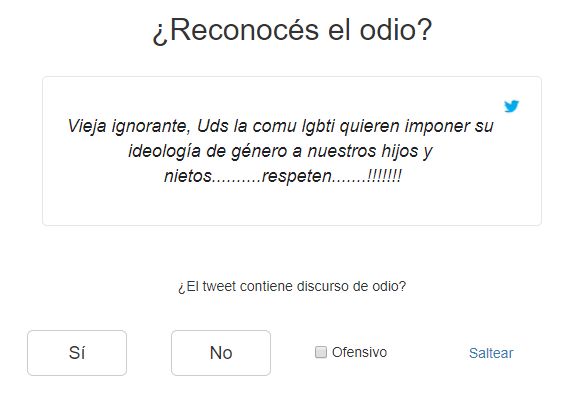 ¿Reconocés el odio?
Vieja ignorante, Uds la comu lgbti quieren imponer su
ideología de género a nuestros hijos y
nietos..........respeten.......!!!!!!!
¿El tweet contiene discurso de odio?
Sí
No
Ofensivo
Saltear